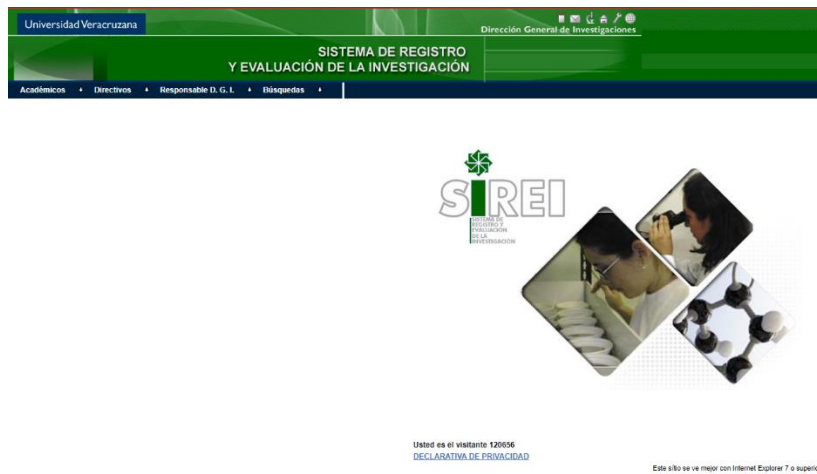 Universidad Veracruzana
Dirección General de Investigaciones
SISTEMA DE REGISTRO
Y EVALUACIÓN DE LA INVESTIGACIÓN
Académicos Directivos Responsable D. G. I. Búsquedas
SIREI
SISTEMA DE
REGISTRO Y
EVALUACIÓN
DE LA
INVESTIGACIÓN
Usted es el visitante 120656
DECLARATIVA DE PRIVACIDAD
Este sitio se ve mejor con Internet Explorer 7 o superio